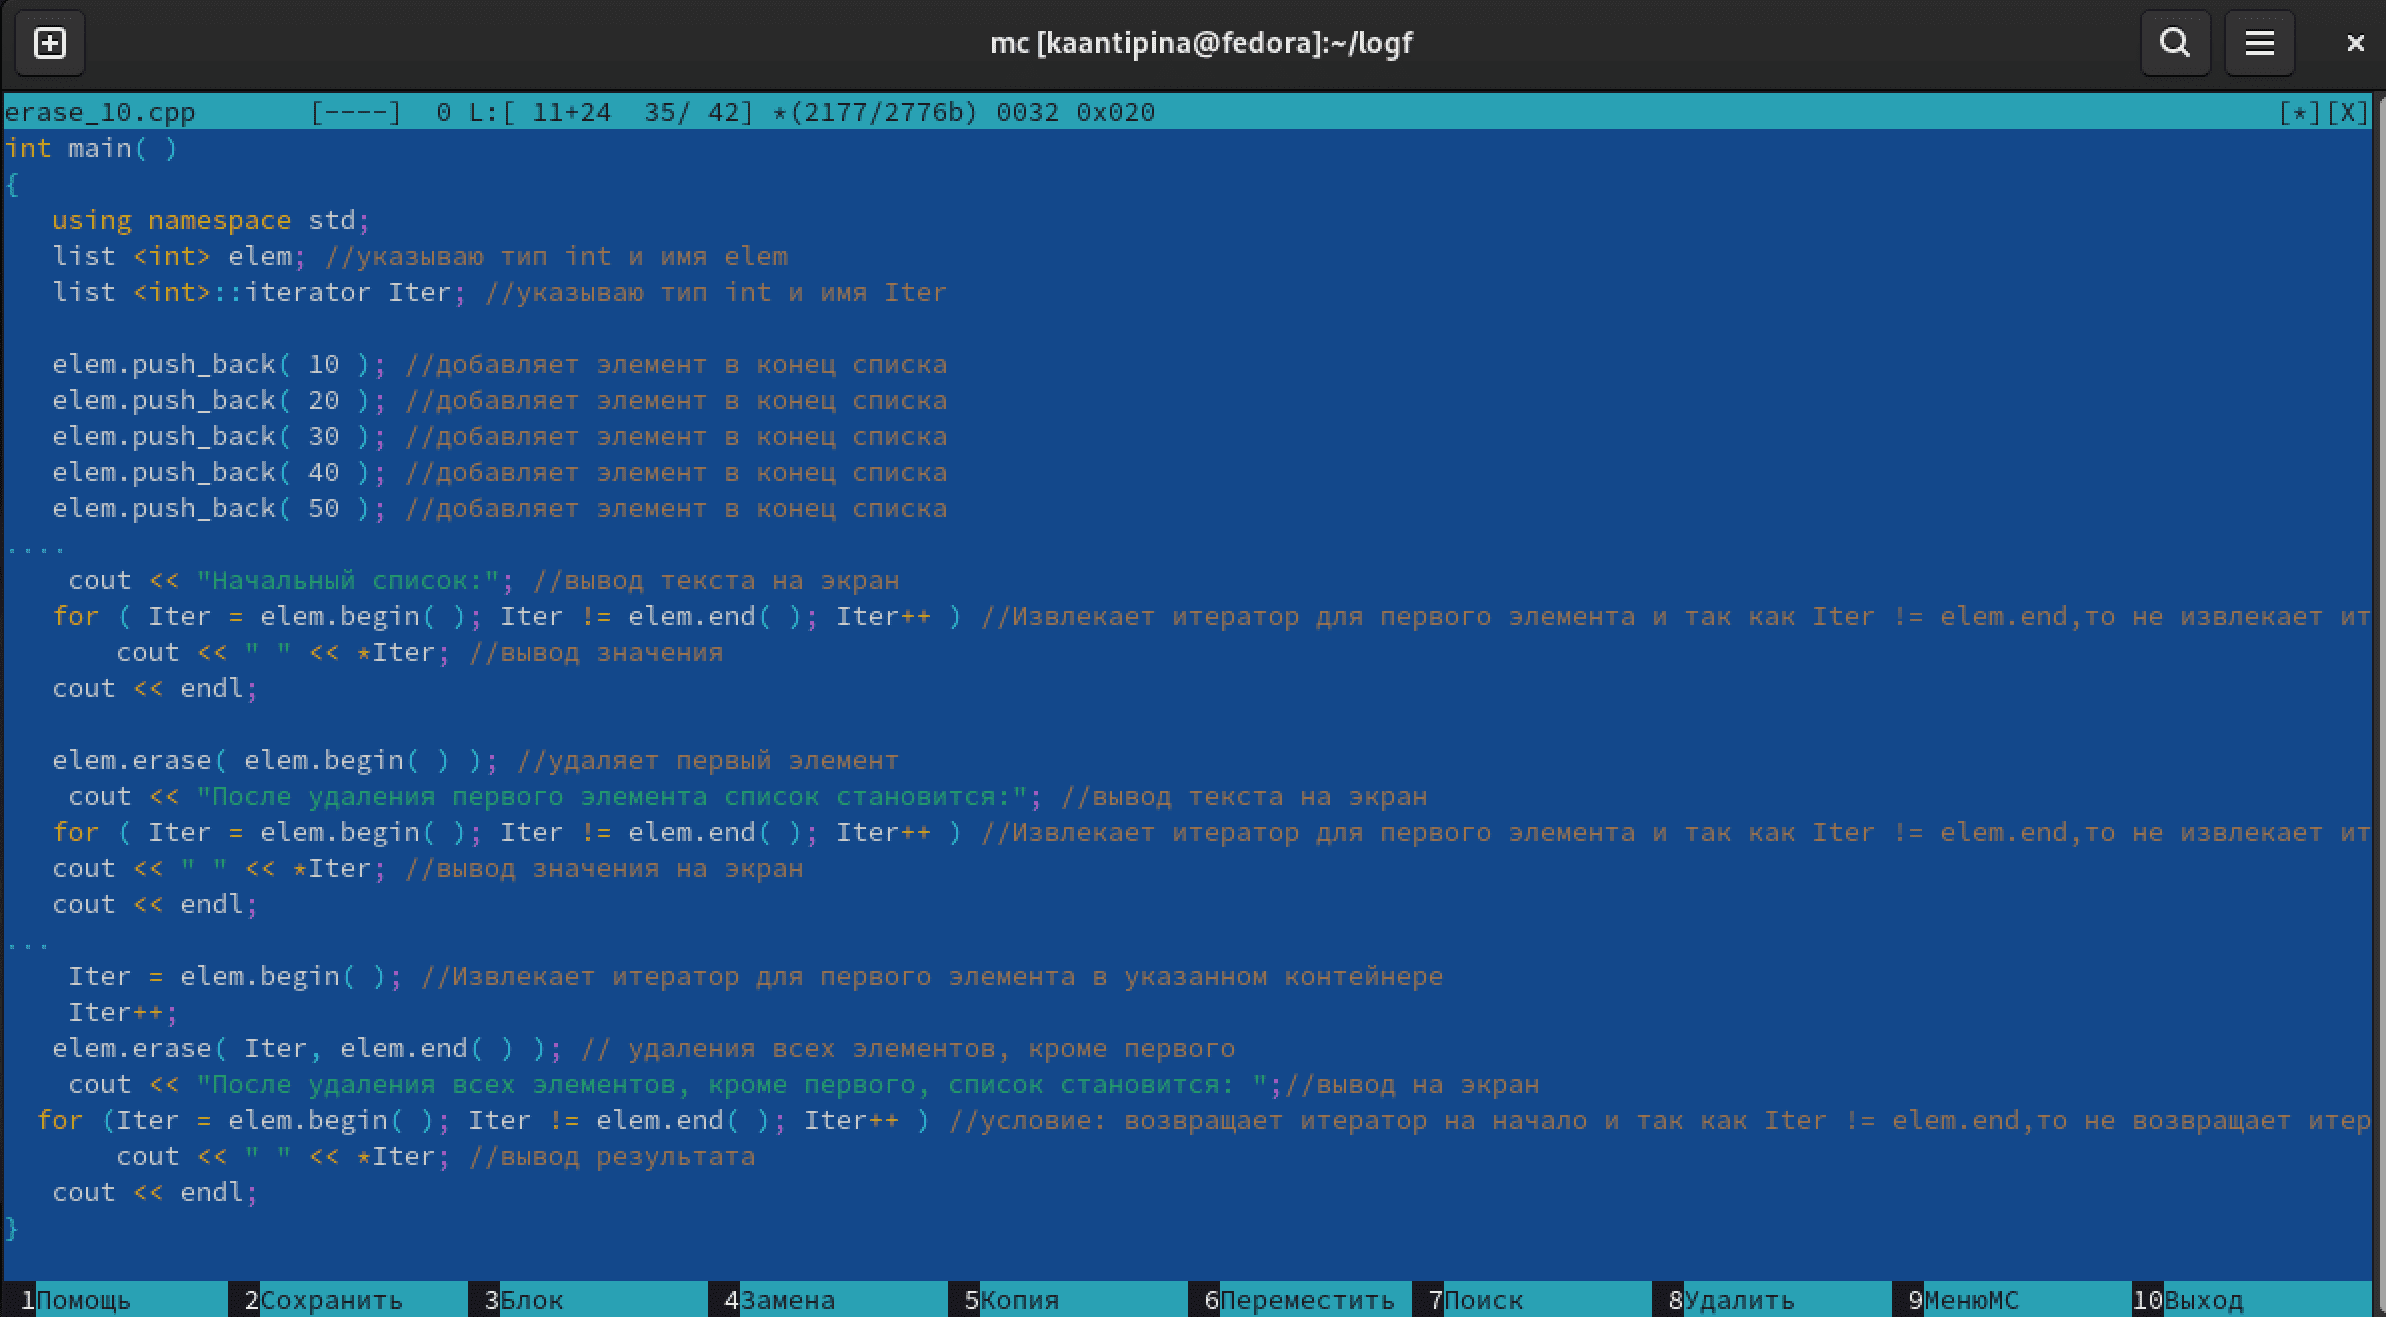 mc [kaantipina@fedora]:~/logf
erase_10.cpp [----] 0 L:[ 11+24 35/ 42] *(2177/2776b) 0032 0x020 [*][X]
int main( )
{
using namespace std;
list <int> elem; //указываю тип int и имя elem
list <int>::iterator Iter; //указываю тип int и имя Iter
elem.push_back( 10 ); //добавляет элемент в конец списка
elem.push_back( 20 ); //добавляет элемент в конец списка
elem.push_back( 30 ); //добавляет элемент в конец списка
elem.push_back( 40 ); //добавляет элемент в конец списка
elem.push_back( 50 ); //добавляет элемент в конец списка
....
cout << "Начальный список:"; //вывод текста на экран
for ( Iter = elem.begin( ); Iter != elem.end( ); Iter++ ) //Извлекает итератор для первого элемента и так как Iter != elem.end,то не извлекает ит
cout << " " << *Iter; //вывод значения
cout << endl;
elem.erase( elem.begin( ) ); //удаляет первый элемент
cout << "После удаления первого элемента список становится:"; //вывод текста на экран
for ( Iter = elem.begin( ); Iter != elem.end( ); Iter++ ) //Извлекает итератор для первого элемента и так как Iter != elem.end,то не извлекает ит
cout << " " << *Iter; //вывод значения на экран
cout << endl;
...
Iter = elem.begin( ); //Извлекает итератор для первого элемента в указанном контейнере
Iter++;
elem.erase( Iter, elem.end( ) ); // удаления всех элементов, кроме первого
cout << "После удаления всех элементов, кроме первого, список становится: ";//вывод на экран
for (Iter = elem.begin( ); Iter != elem.end( ); Iter++ ) //условие: возвращает итератор на начало и так как Iter != elem.end,то не возвращает итер
cout << " " << *Iter; //вывод результата
cout << endl;
}
1Помощь 2Сохранить 3Блок 4Замена 5Копия 6Переместить 7Поиск 8Удалить 9МенюMC 10Выход